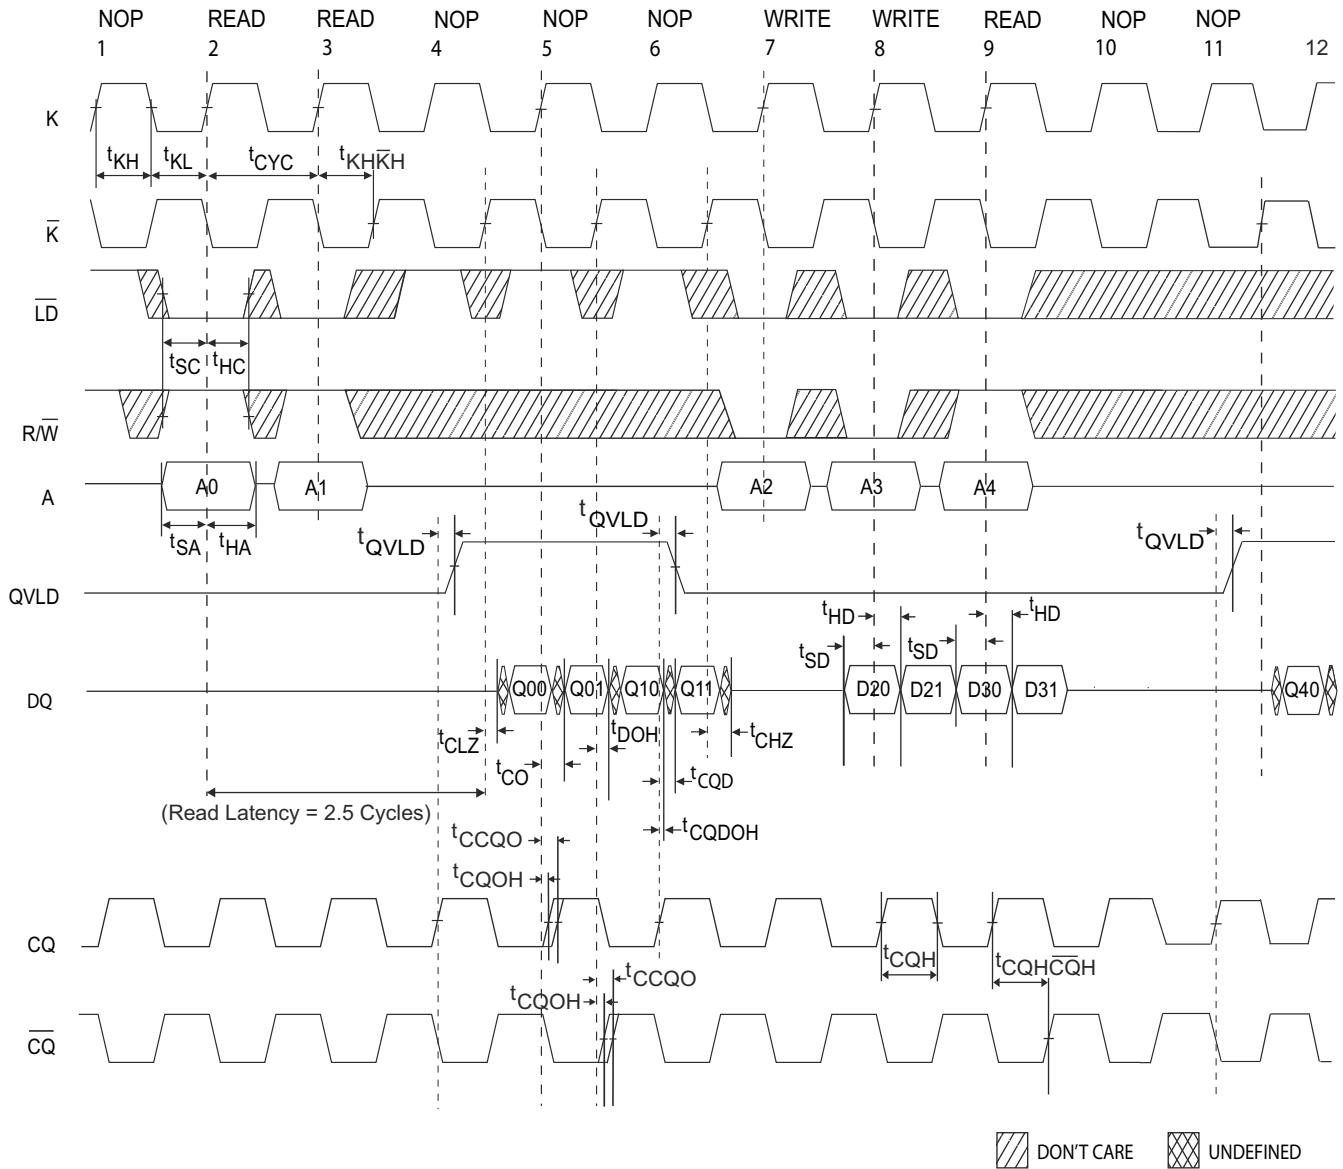 NOP READ READ NOP NOP NOP WRITE WRITE READ NOP NOP
1 2 3 4 5 6 7 8 9 10 11 12
K
tKH tKL tCYC tKHK̅H
K̅
L̅D̅
tSC tHC
R/W̅
A A0 A1 A2 A3 A4
tSA tHA tQVLD tQVLD tQVLD
QVLD
tHD tHD
tSD tSD
DQ Q00 Q01 Q10 Q11 D20 D21 D30 D31 Q40
tCLZ tDOH tCHZ
tCO tCQD
(Read Latency = 2.5 Cycles)
tCQDOH
tCCQO
tCQOH
CQ
tCQH tCQHC̅Q̅H
tCCQO
tCQOH
C̅Q̅
DON'T CARE UNDEFINED